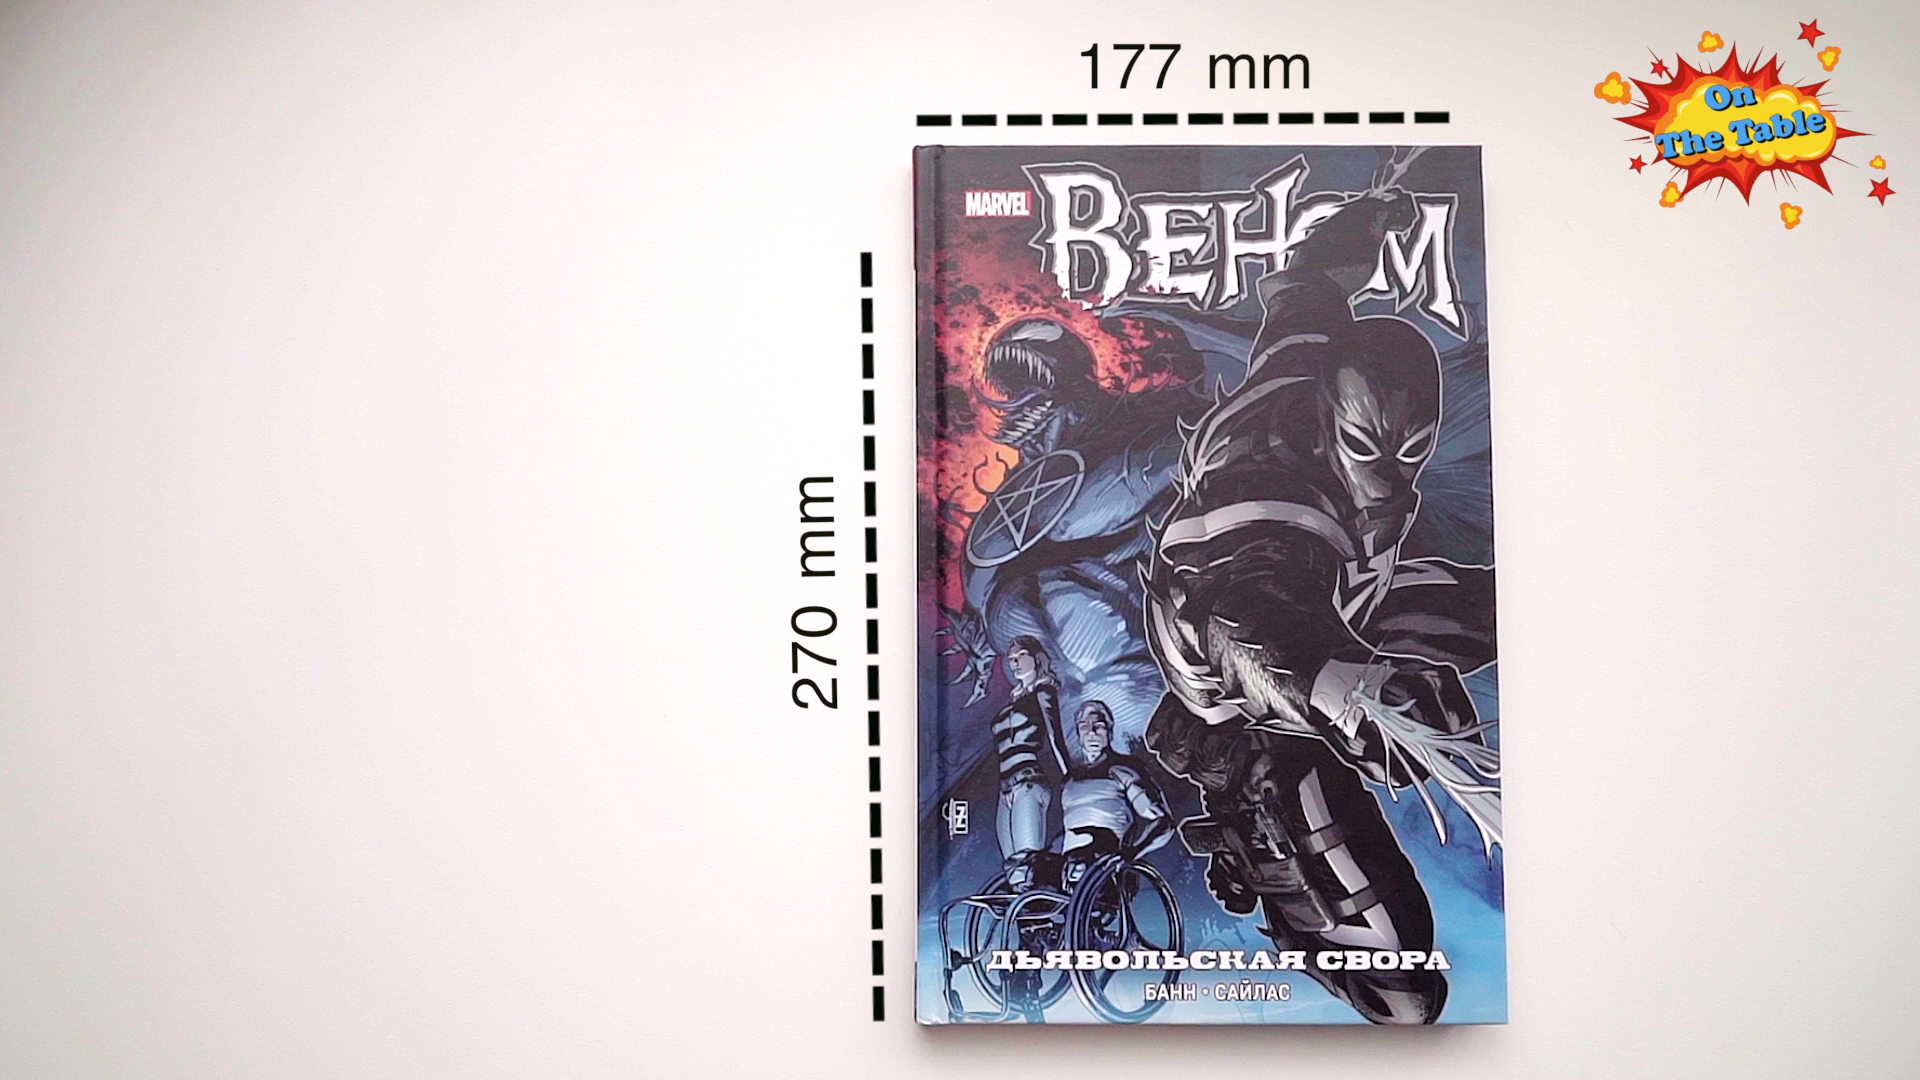 177 mm
On
The Table
MARVEL
ВЕНОМ
270 mm
ДЬЯВОЛЬСКАЯ СВОРА
БАНН • САЙЛАС